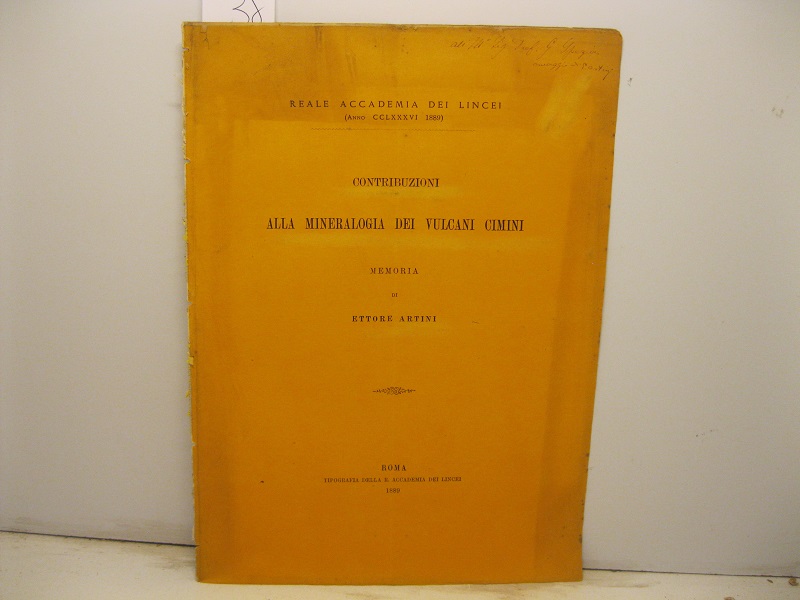 38
REALE ACCADEMIA DEI LINCEI
(ANNO CCLXXXVI 1889)
CONTRIBUZIONI
ALLA MINERALOGIA DEI VULCANI CIMINI
MEMORIA
DI
ETTORE ARTINI
ROMA
TIPOGRAFIA DELLA R. ACCADEMIA DEI LINCEI
1889